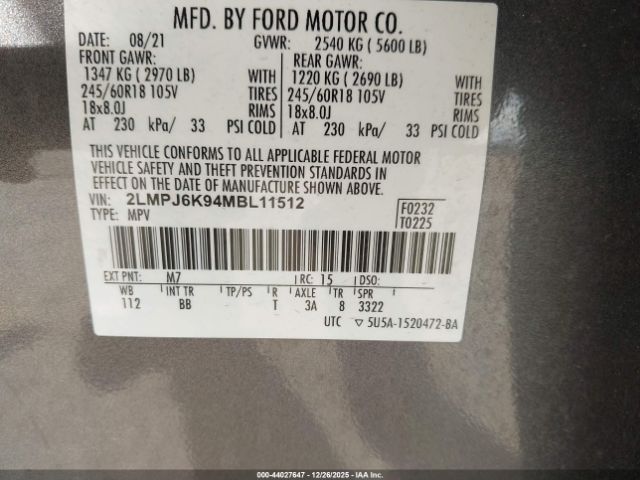 MFD. BY FORD MOTOR CO.
DATE: 08/21 GVWR: 2540 KG ( 5600 LB)
FRONT GAWR: REAR GAWR:
1347 KG ( 2970 LB) WITH 1220 KG ( 2690 LB) WITH
245/60R18 105V TIRES 245/60R18 105V TIRES
18x8.0J RIMS 18x8.0J RIMS
AT 230 kPa/ 33 PSI COLD AT 230 kPa/ 33 PSI COLD
THIS VEHICLE CONFORMS TO ALL APPLICABLE FEDERAL MOTOR
VEHICLE SAFETY AND THEFT PREVENTION STANDARDS IN
EFFECT ON THE DATE OF MANUFACTURE SHOWN ABOVE.
VIN: 2LMPJ6K94MBL11512 F0232
TYPE: MPV T0225
EXT PNT: M7 RC: 15 DSO:
WB INT TR TP/PS R AXLE TR SPR
112 BB T 3A 8 3322
UTC ▽ 5U5A-1520472-BA
000-44027647 - 12/26/2025 - IAA, Inc.